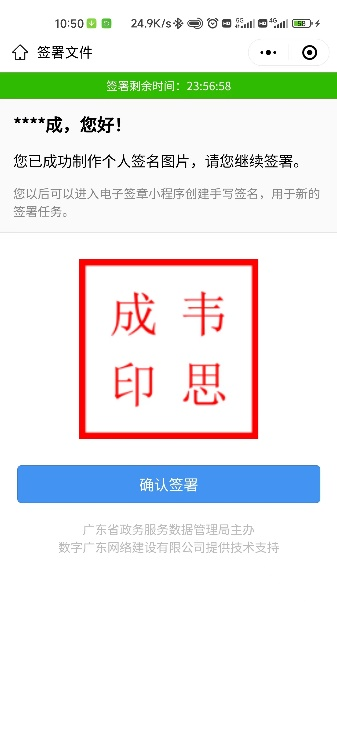 10:50 24.9K/s HD 5G HD 4G 58
签署文件
签署剩余时间：23:56:58
****成，您好！
您已成功制作个人签名图片，请您继续签署。
您以后可以进入电子签章小程序创建手写签名，用于新的
签署任务。
成 韦
印 思
确认签署
广东省政务服务数据管理局主办
数字广东网络建设有限公司提供技术支持